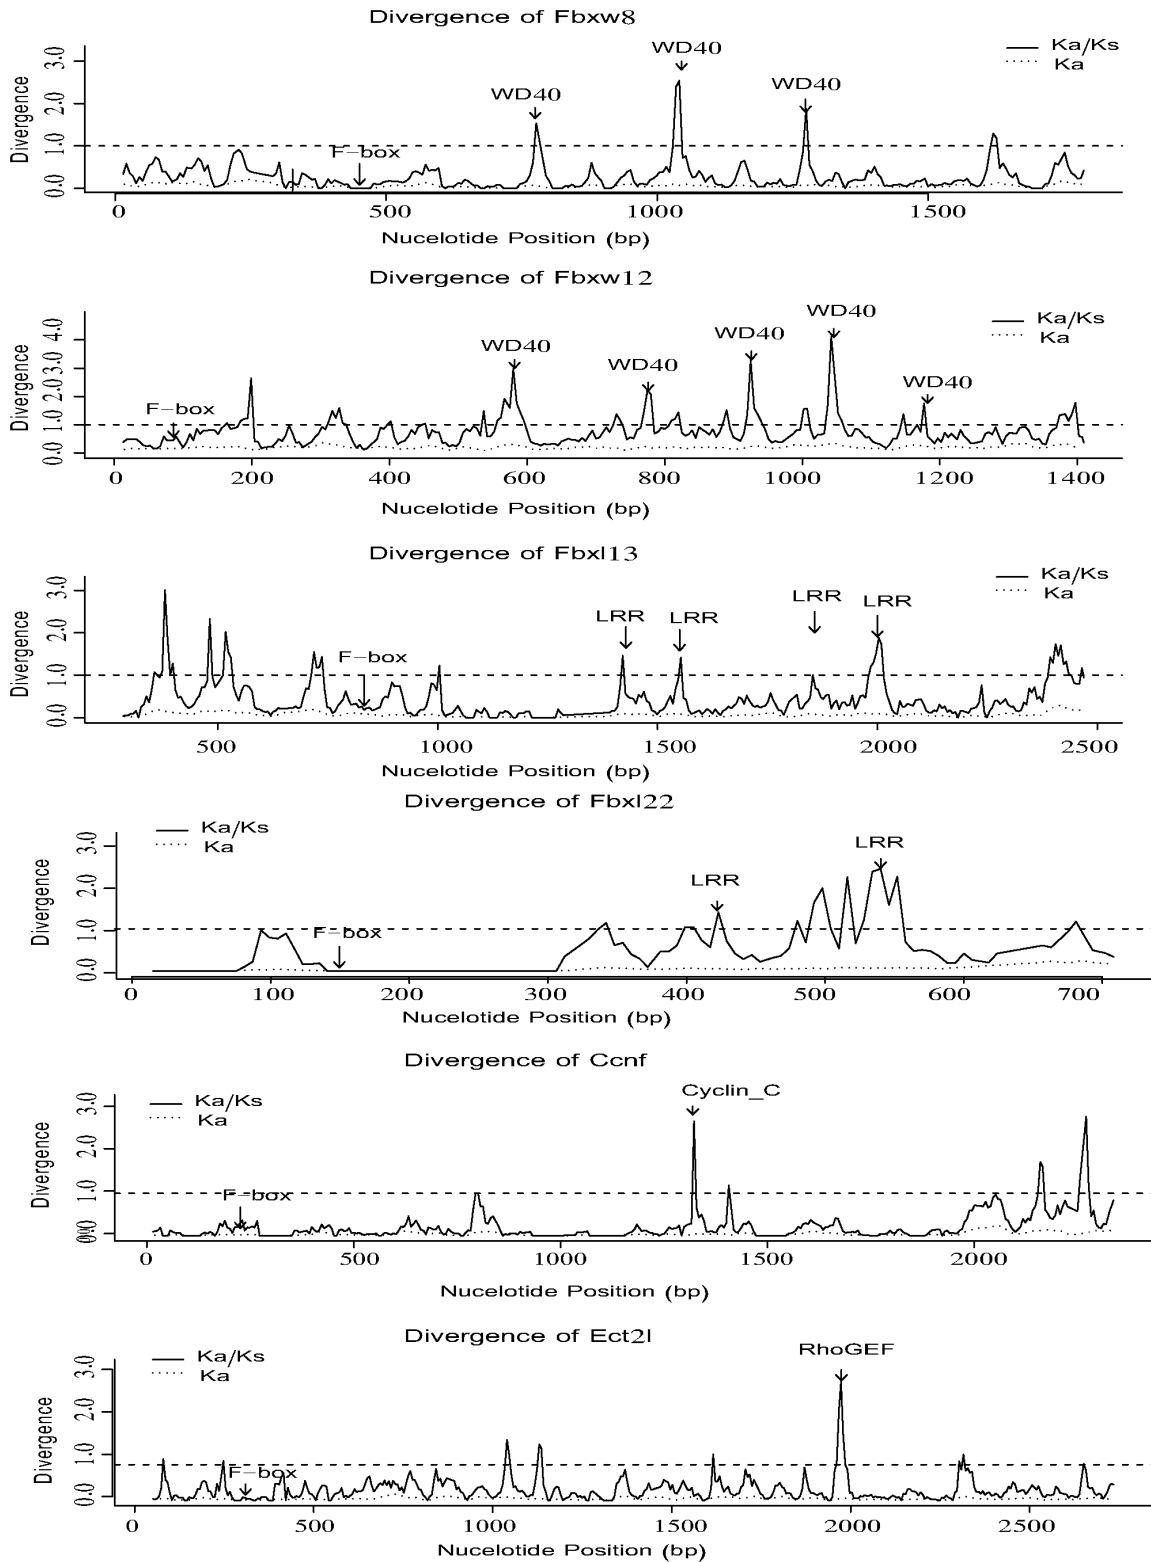 Divergence of Fbxw8
WD40
WD40
WD40
Ka/Ks
Ka
F-box
Divergence
0.0 1.0 2.0 3.0
0 500 1000 1500
Nucelotide Position (bp)
Divergence of Fbxw12
WD40
WD40
WD40
WD40
WD40
Ka/Ks
Ka
F-box
Divergence
0.0 1.0 2.0 3.0 4.0
0 200 400 600 800 1000 1200 1400
Nucelotide Position (bp)
Divergence of Fbxl13
Ka/Ks
Ka
F-box
LRR
LRR
LRR
LRR
Divergence
0.0 1.0 2.0 3.0
500 1000 1500 2000 2500
Nucelotide Position (bp)
Divergence of Fbxl22
Ka/Ks
Ka
F-box
LRR
LRR
Divergence
0.0 1.0 2.0 3.0
0 100 200 300 400 500 600 700
Nucelotide Position (bp)
Divergence of Ccnf
Ka/Ks
Ka
F-box
Cyclin_C
Divergence
0.0 1.0 2.0 3.0
0 500 1000 1500 2000
Nucelotide Position (bp)
Divergence of Ect2l
Ka/Ks
Ka
F-box
RhoGEF
Divergence
0.0 1.0 2.0 3.0
0 500 1000 1500 2000 2500
Nucelotide Position (bp)